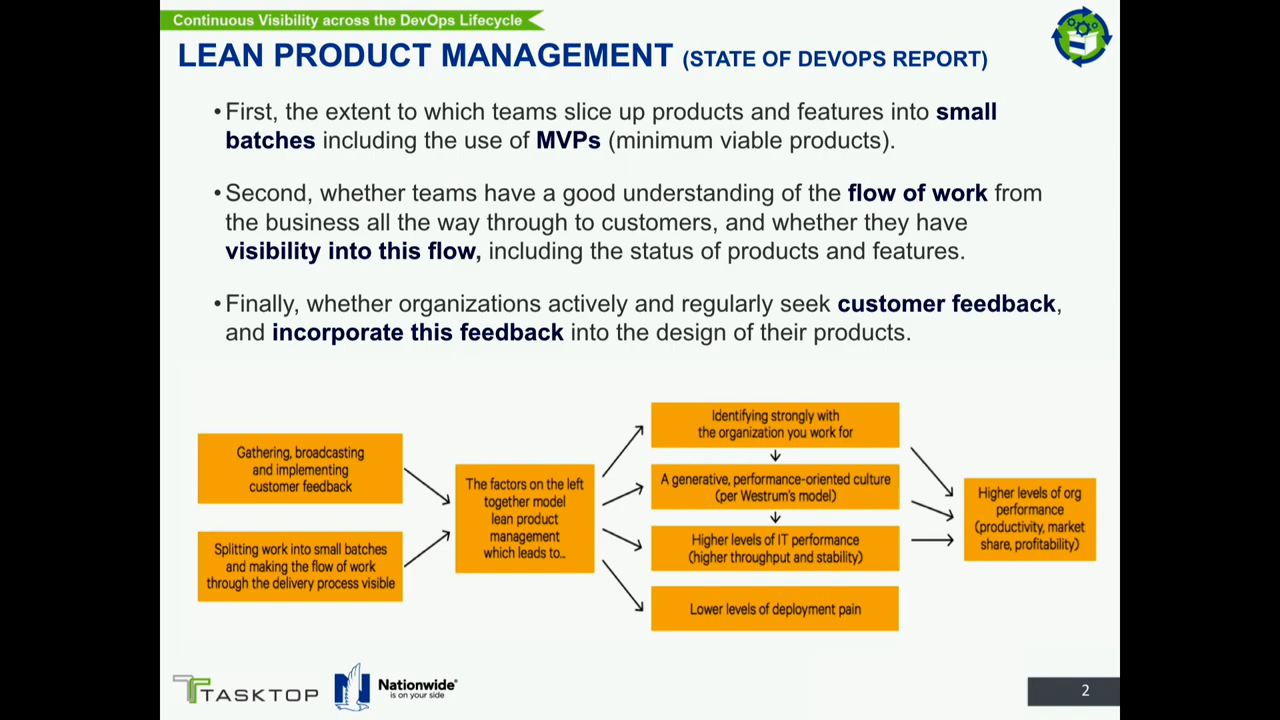 Continuous Visibility across the DevOps Lifecycle
LEAN PRODUCT MANAGEMENT (STATE OF DEVOPS REPORT)
• First, the extent to which teams slice up products and features into small
batches including the use of MVPs (minimum viable products).
• Second, whether teams have a good understanding of the flow of work from
the business all the way through to customers, and whether they have
visibility into this flow, including the status of products and features.
• Finally, whether organizations actively and regularly seek customer feedback,
and incorporate this feedback into the design of their products.
Gathering, broadcasting
and implementing
customer feedback
Splitting work into small batches
and making the flow of work
through the delivery process visible
The factors on the left
together model
lean product
management
which leads to...
Identifying strongly with
the organization you work for
A generative, performance-oriented culture
(per Westrum's model)
Higher levels of IT performance
(higher throughput and stability)
Lower levels of deployment pain
Higher levels of org
performance
(productivity, market
share, profitability)
TASKTOP
Nationwide®
is on your side
2